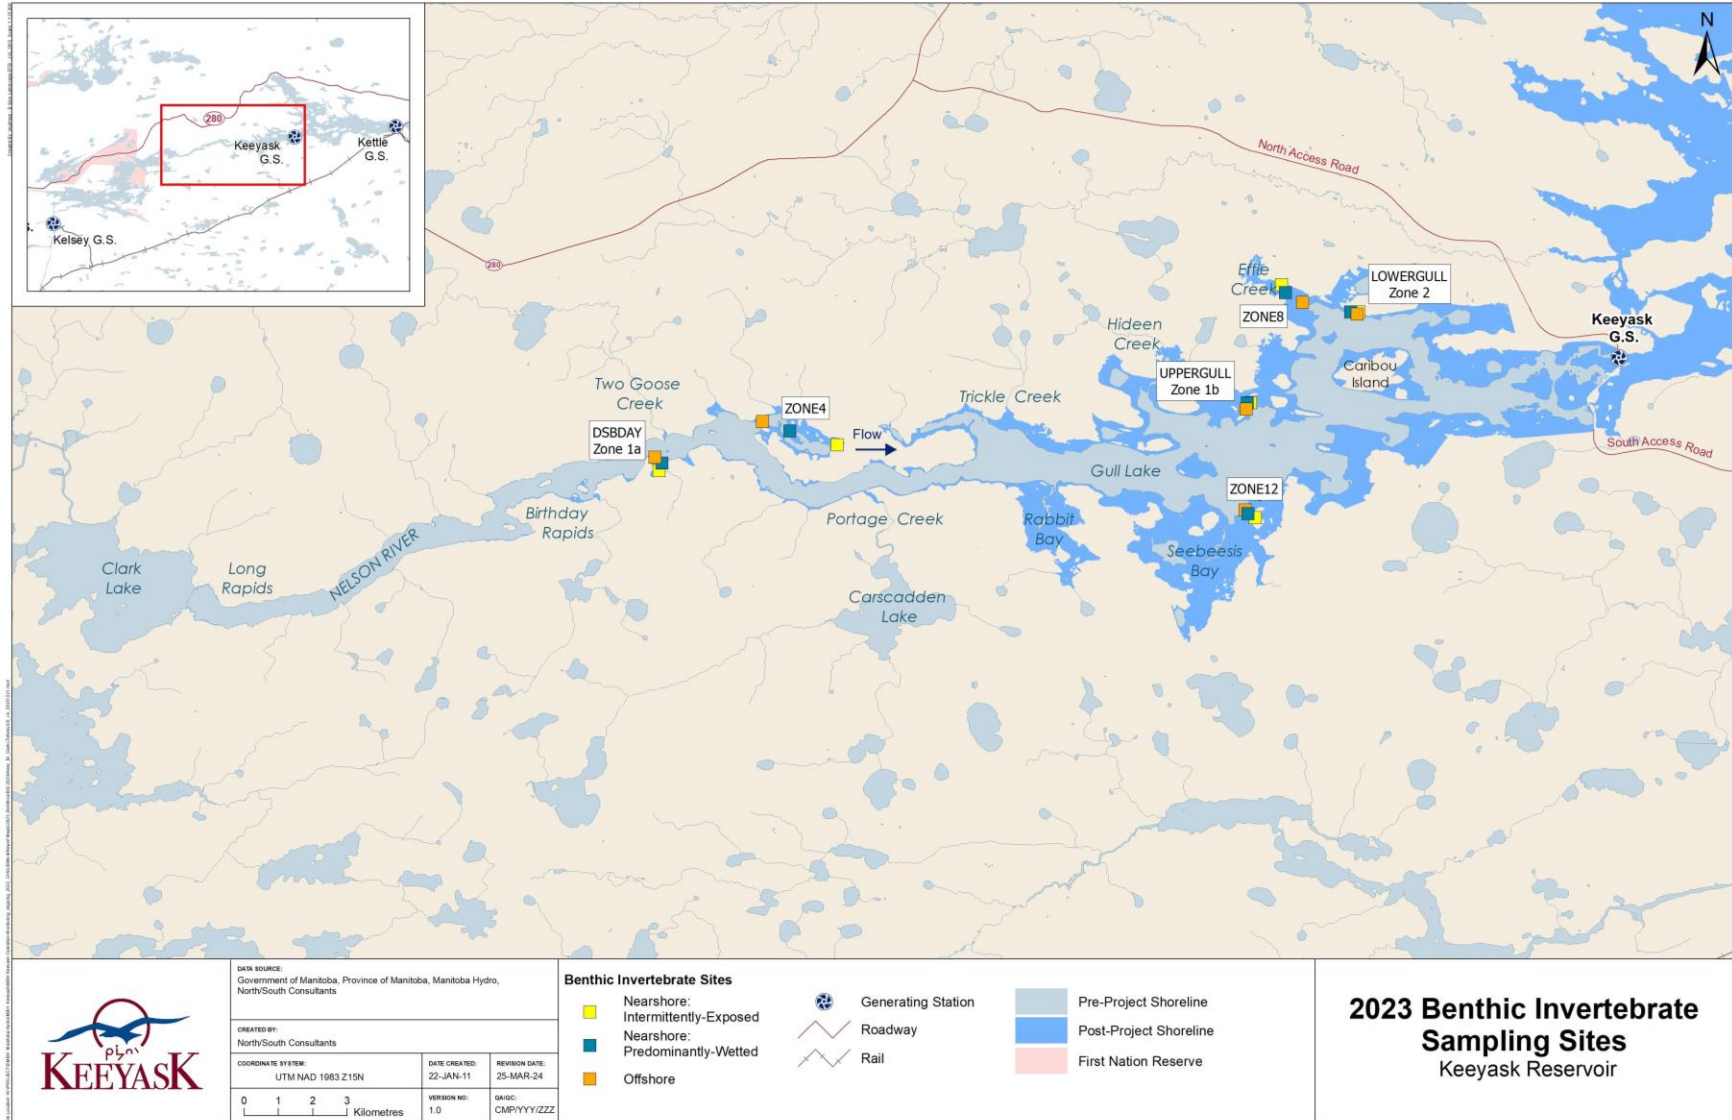 N
280
Keeyask
G.S.
Kettle
G.S.
Kelsey G.S.
280
North Access Road
Effie
Creek
LOWERGULL
Zone 2
ZONE8
Keeyask
G.S.
Hideen
Creek
Caribou
Island
UPPERGULL
Zone 1b
Two Goose
Creek
Trickle Creek
ZONE4
DSBDAY
Zone 1a
Flow
South Access Road
Gull Lake
ZONE12
Birthday
Rapids
Portage Creek
Rabbit
Bay
Seebeesis
Bay
Clark
Lake
Long
Rapids
NELSON RIVER
Carscadden
Lake
KEEYASK
DATA SOURCE:
Government of Manitoba, Province of Manitoba, Manitoba Hydro,
North/South Consultants
CREATED BY:
North/South Consultants
COORDINATE SYSTEM:
UTM NAD 1983 Z15N
DATE CREATED:
22-JAN-11
REVISION DATE:
25-MAR-24
0 1 2 3
Kilometres
VERSION NO:
1.0
QA/QC:
CMP/YYY/ZZZ
Benthic Invertebrate Sites
Nearshore:
Intermittently-Exposed
Nearshore:
Predominantly-Wetted
Offshore
Generating Station
Roadway
Rail
Pre-Project Shoreline
Post-Project Shoreline
First Nation Reserve
2023 Benthic Invertebrate
Sampling Sites
Keeyask Reservoir